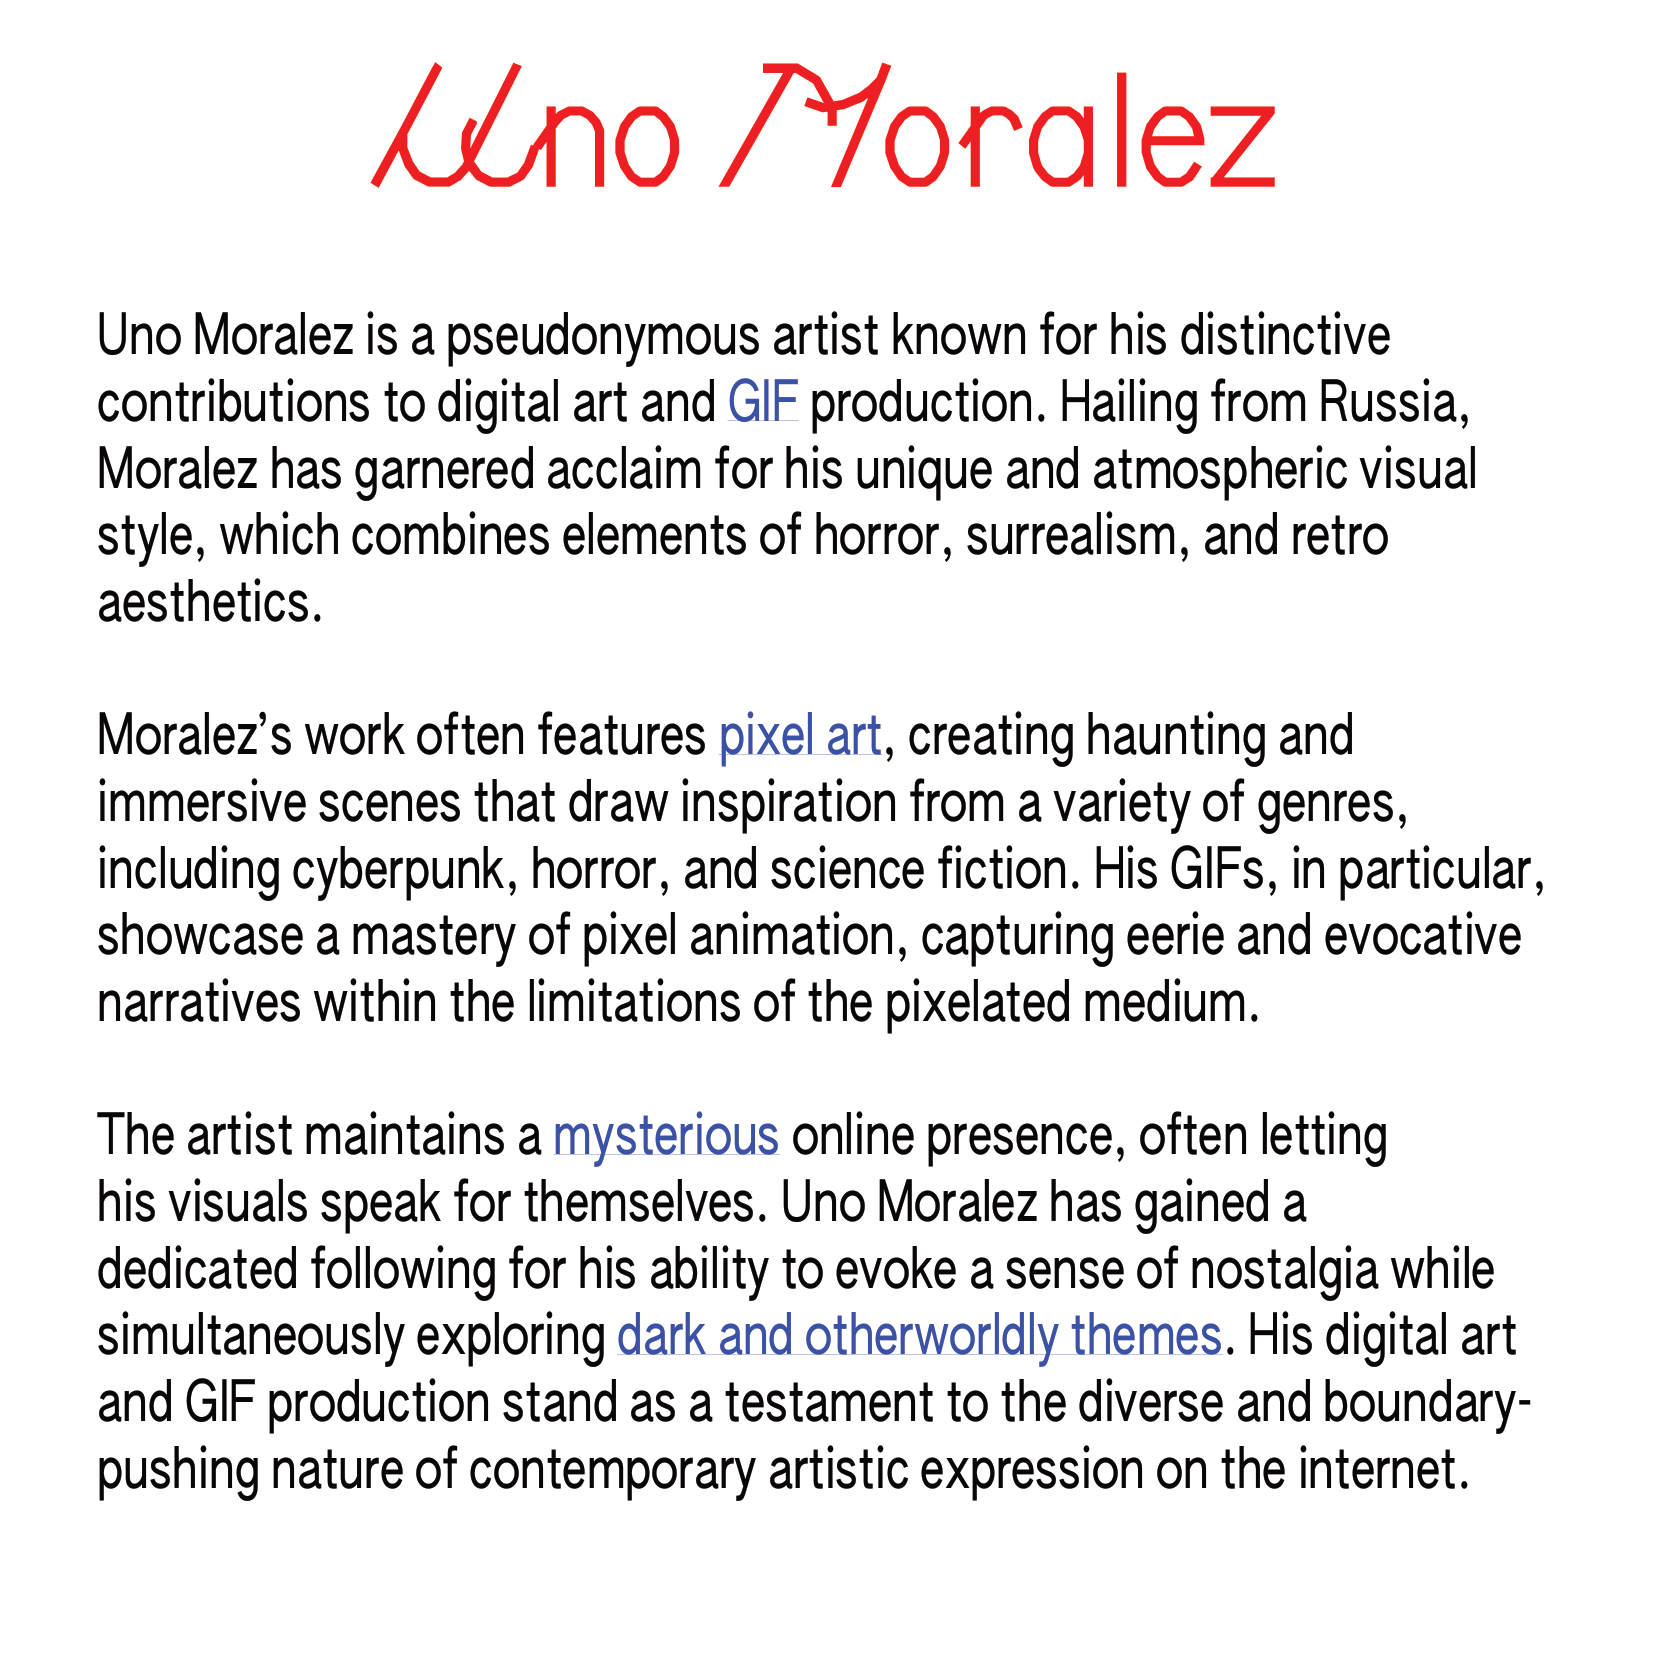 Uno Moralez
Uno Moralez is a pseudonymous artist known for his distinctive
contributions to digital art and GIF production. Hailing from Russia,
Moralez has garnered acclaim for his unique and atmospheric visual
style, which combines elements of horror, surrealism, and retro
aesthetics.
Moralez’s work often features pixel art, creating haunting and
immersive scenes that draw inspiration from a variety of genres,
including cyberpunk, horror, and science fiction. His GIFs, in particular,
showcase a mastery of pixel animation, capturing eerie and evocative
narratives within the limitations of the pixelated medium.
The artist maintains a mysterious online presence, often letting
his visuals speak for themselves. Uno Moralez has gained a
dedicated following for his ability to evoke a sense of nostalgia while
simultaneously exploring dark and otherworldly themes. His digital art
and GIF production stand as a testament to the diverse and boundary-
pushing nature of contemporary artistic expression on the internet.